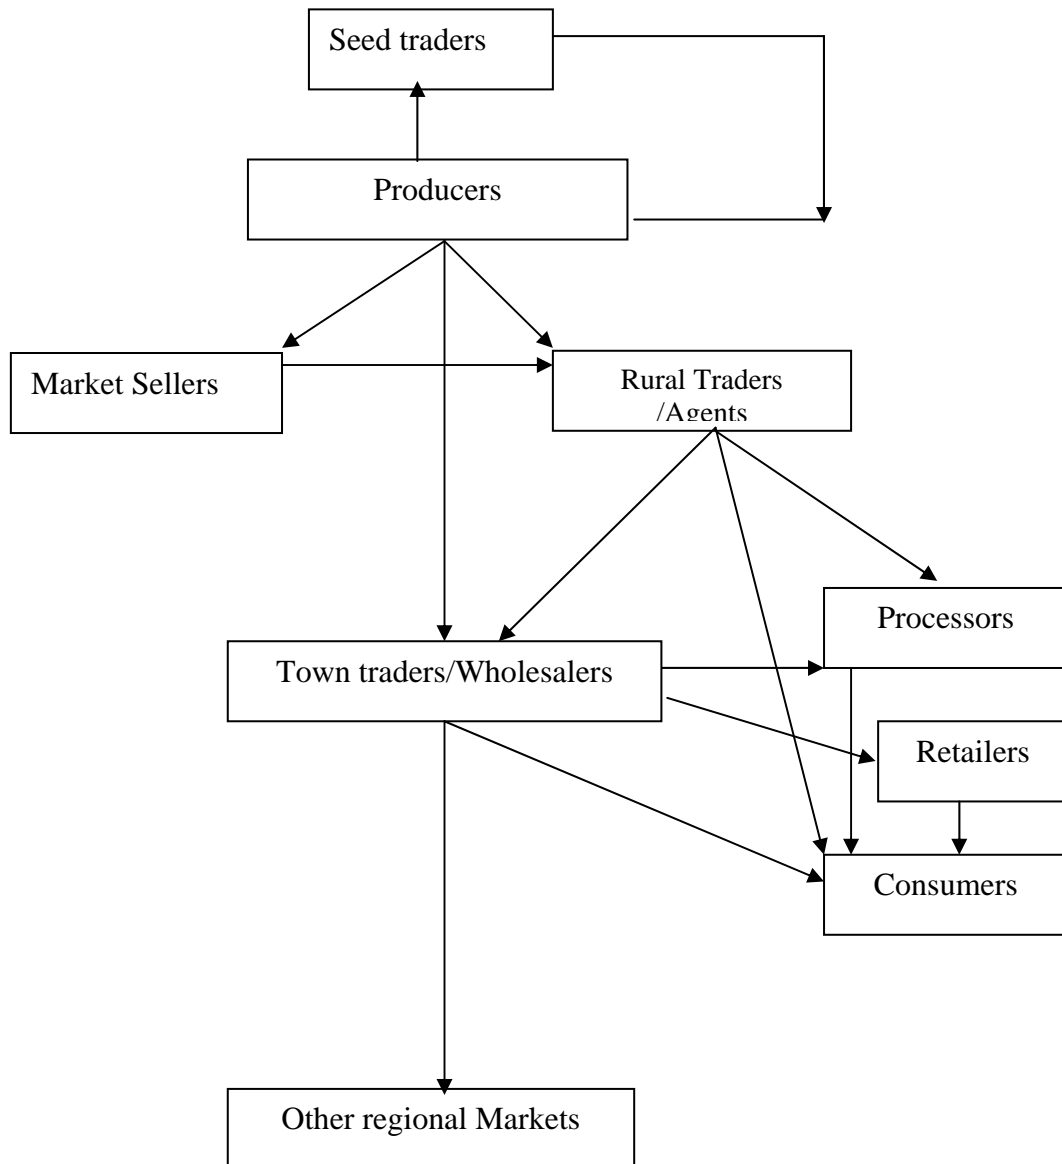 Seed traders
Producers
Market Sellers
Rural Traders
/Agents
Processors
Town traders/Wholesalers
Retailers
Consumers
Other regional Markets